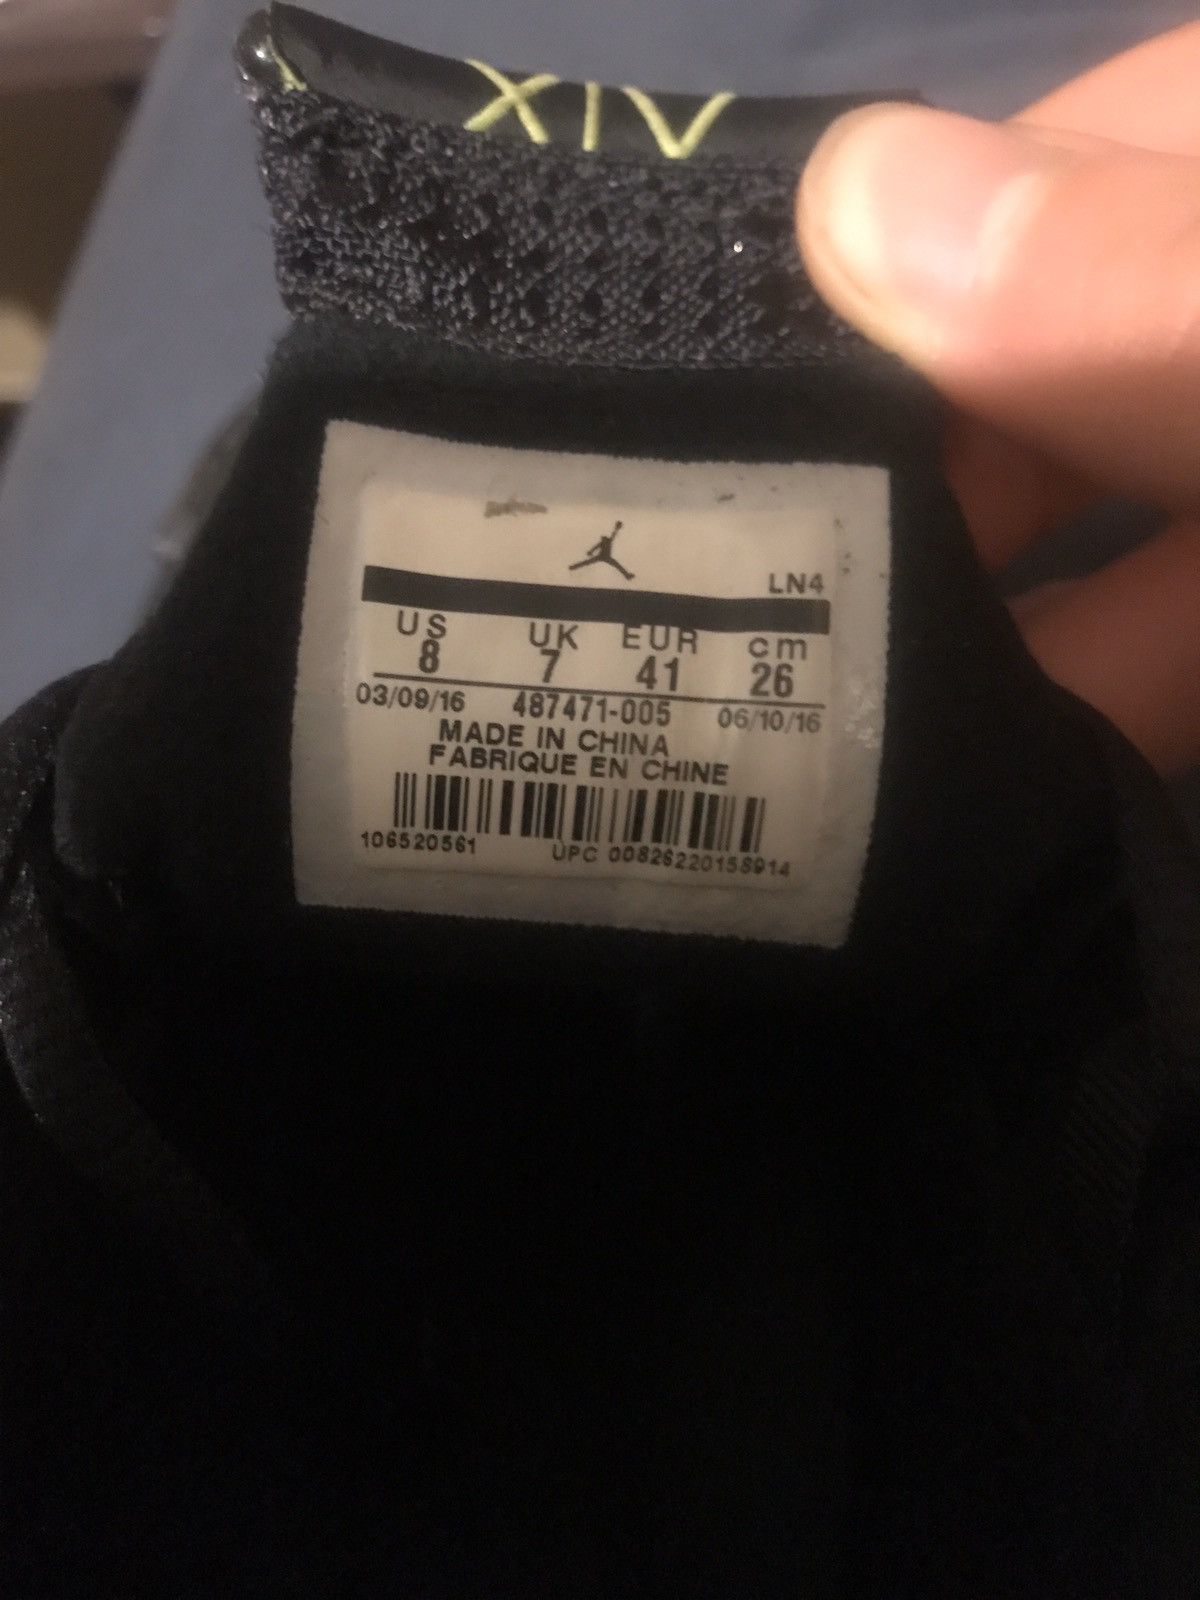 XIV
LN4
US UK EUR cm
8 7 41 26
03/09/16 487471-005 06/10/16
MADE IN CHINA
FABRIQUE EN CHINE
106520561 UPC 00826220158914